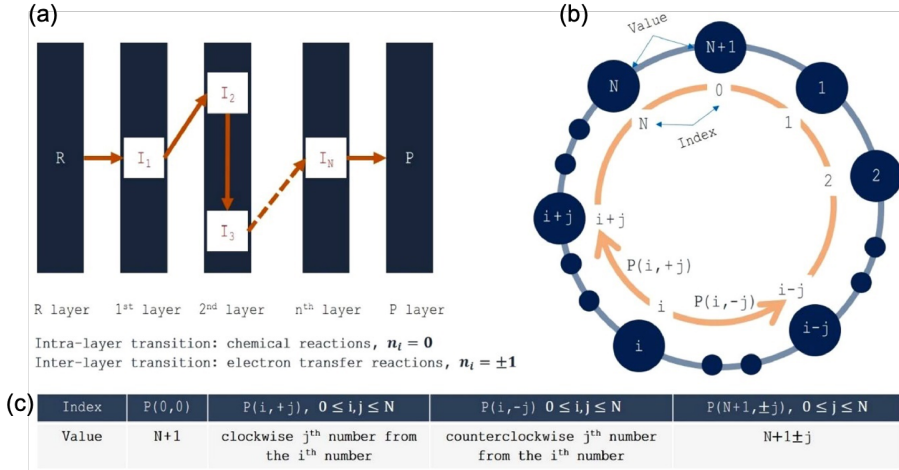 (a)
R
I₁
I₂
I₃
I_N
P
R layer
1ˢᵗ layer
2ⁿᵈ layer
nᵗʰ layer
P layer
Intra-layer transition: chemical reactions, nᵢ = 0
Inter-layer transition: electron transfer reactions, nᵢ = ±1
(b)
Value
N+1
N
0
1
N
1
Index
2
2
i+j
i+j
P(i,+j)
i-j
P(i,-j)
i
i-j
i
(c)
Index
P(0,0)
P(i,+j), 0 ≤ i,j ≤ N
P(i,-j) 0 ≤ i,j ≤ N
P(N+1,±j), 0 ≤ j ≤ N
Value
N+1
clockwise jᵗʰ number from
the iᵗʰ number
counterclockwise jᵗʰ number
from the iᵗʰ number
N+1±j